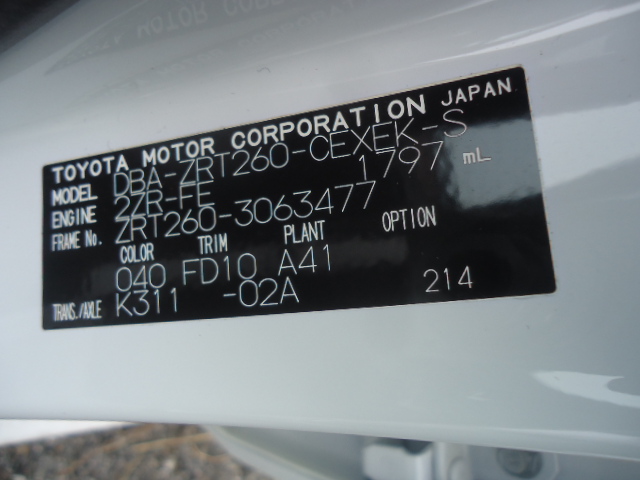 TOYOTA MOTOR CORPORATION JAPAN
MODEL DBA-ZRT260-CEXEK-S
ENGINE 2ZR-FE 1797 mL
FRAME No. ZRT260-3063477
COLOR TRIM PLANT OPTION
040 FD10 A41
TRANS./AXLE K311 -02A 214